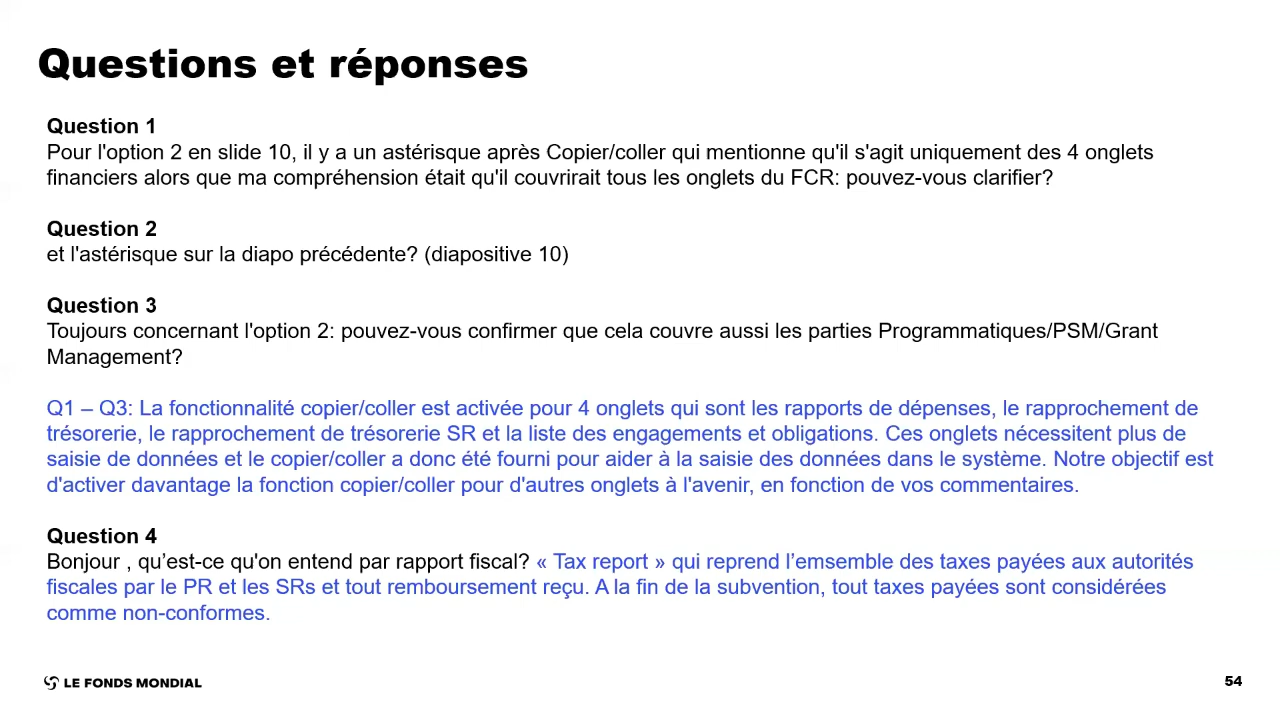 Questions et réponses
Question 1
Pour l'option 2 en slide 10, il y a un astérisque après Copier/coller qui mentionne qu'il s'agit uniquement des 4 onglets
financiers alors que ma compréhension était qu'il couvrirait tous les onglets du FCR: pouvez-vous clarifier?
Question 2
et l'astérisque sur la diapo précédente? (diapositive 10)
Question 3
Toujours concernant l'option 2: pouvez-vous confirmer que cela couvre aussi les parties Programmatiques/PSM/Grant
Management?
Q1 – Q3: La fonctionnalité copier/coller est activée pour 4 onglets qui sont les rapports de dépenses, le rapprochement de
trésorerie, le rapprochement de trésorerie SR et la liste des engagements et obligations. Ces onglets nécessitent plus de
saisie de données et le copier/coller a donc été fourni pour aider à la saisie des données dans le système. Notre objectif est
d'activer davantage la fonction copier/coller pour d'autres onglets à l'avenir, en fonction de vos commentaires.
Question 4
Bonjour , qu’est-ce qu'on entend par rapport fiscal? « Tax report » qui reprend l’emsemble des taxes payées aux autorités
fiscales par le PR et les SRs et tout remboursement reçu. A la fin de la subvention, tout taxes payées sont considérées
comme non-conformes.
LE FONDS MONDIAL
54